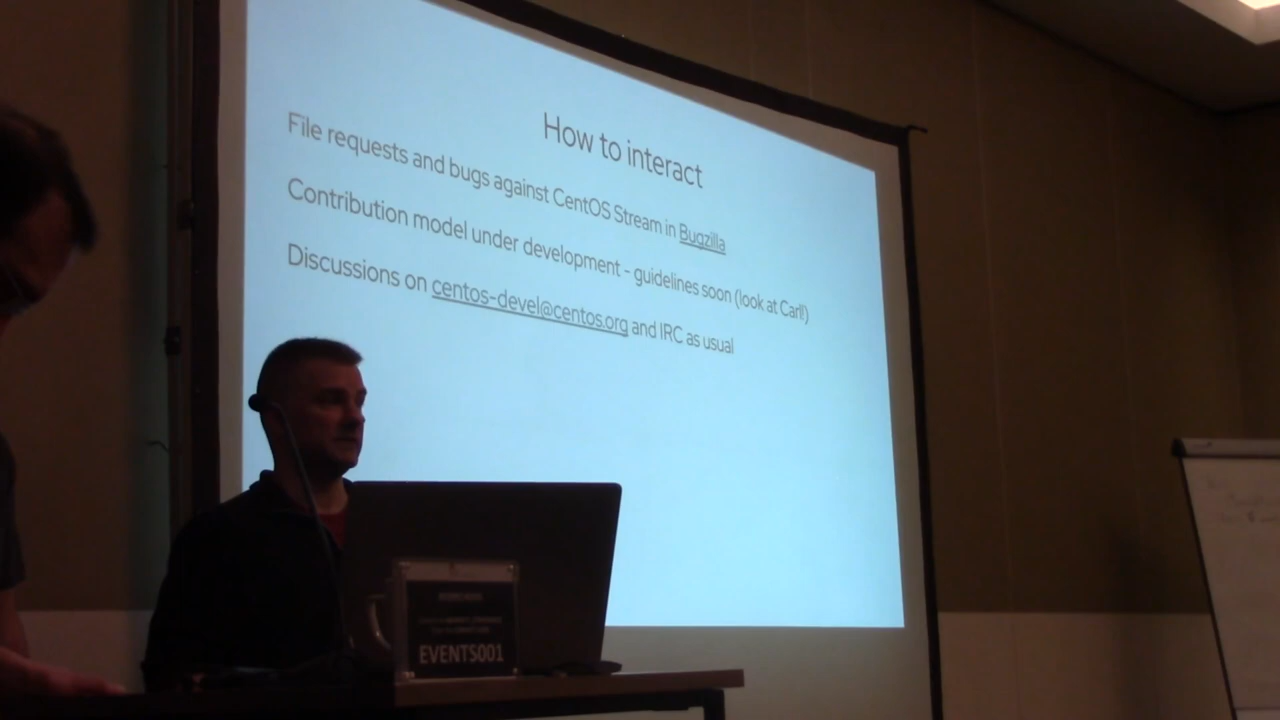 How to interact
File requests and bugs against CentOS Stream in Bugzilla
Contribution model under development - guidelines soon (look at Carl!)
Discussions on centos-devel@centos.org and IRC as usual
EVENTS001